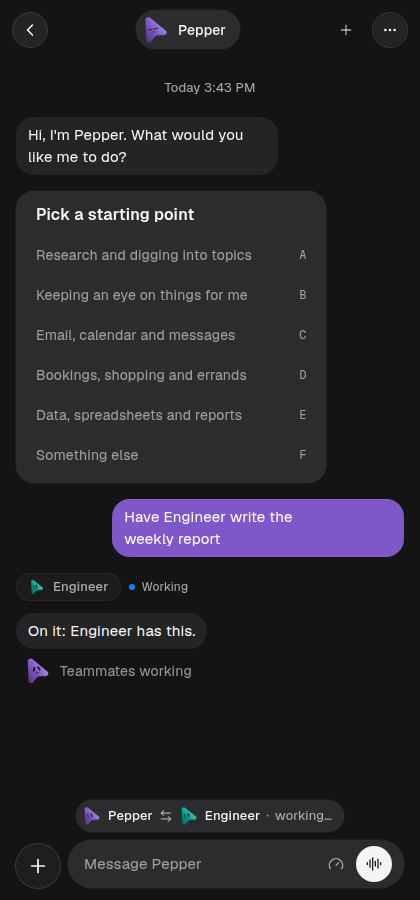 Pepper
Today 3:43 PM
Hi, I'm Pepper. What would you
like me to do?
Pick a starting point
Research and digging into topics A
Keeping an eye on things for me B
Email, calendar and messages C
Bookings, shopping and errands D
Data, spreadsheets and reports E
Something else F
Have Engineer write the
weekly report
Engineer Working
On it: Engineer has this.
Teammates working
Pepper Engineer · working…
Message Pepper